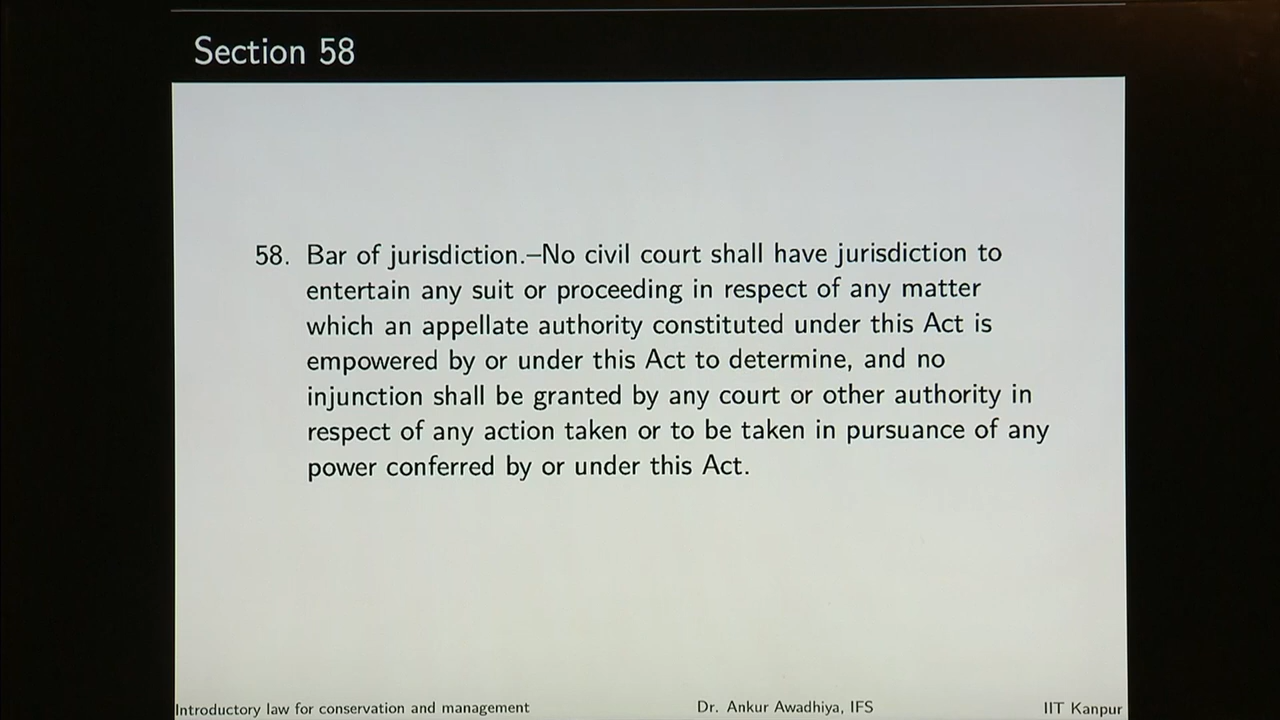 Section 58
58. Bar of jurisdiction.–No civil court shall have jurisdiction to
entertain any suit or proceeding in respect of any matter
which an appellate authority constituted under this Act is
empowered by or under this Act to determine, and no
injunction shall be granted by any court or other authority in
respect of any action taken or to be taken in pursuance of any
power conferred by or under this Act.
Introductory law for conservation and management Dr. Ankur Awadhiya, IFS IIT Kanpur